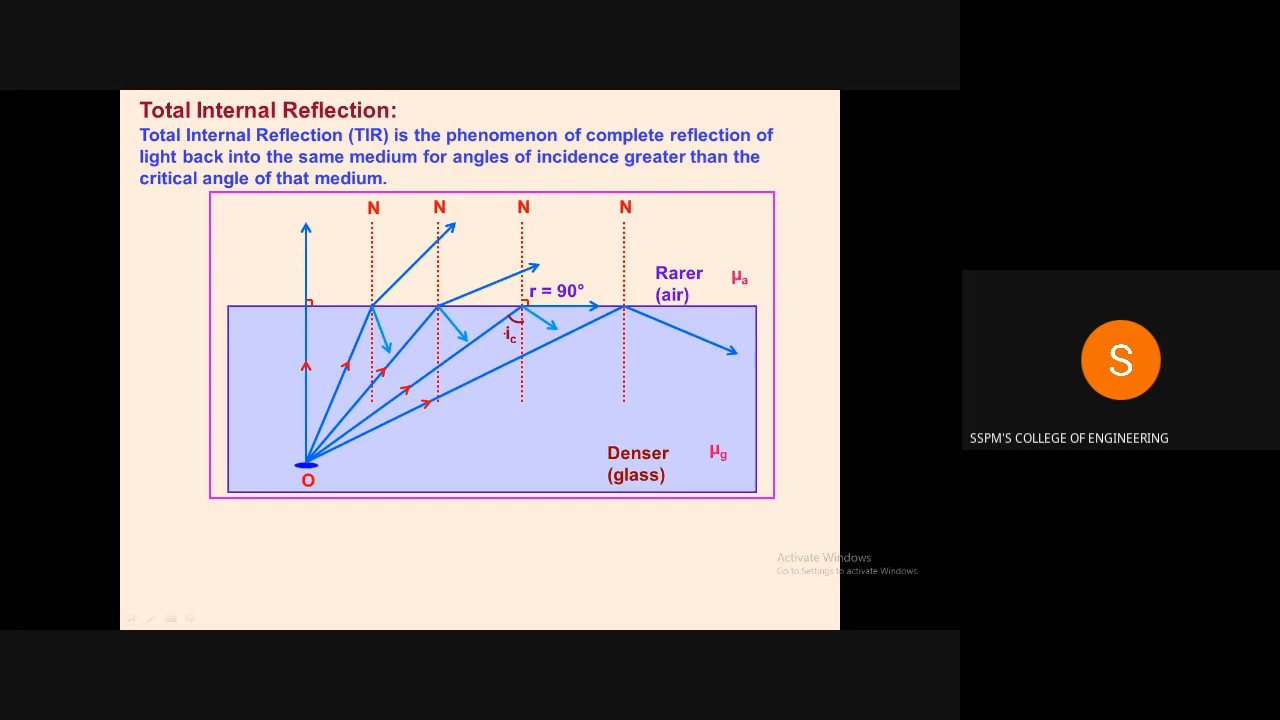 Total Internal Reflection:
Total Internal Reflection (TIR) is the phenomenon of complete reflection of
light back into the same medium for angles of incidence greater than the
critical angle of that medium.
N N N N
Rarer
(air)
μa
r = 90°
ic
Denser
(glass)
μg
O
S
SSPM'S COLLEGE OF ENGINEERING
Activate Windows
Go to Settings to activate Windows.